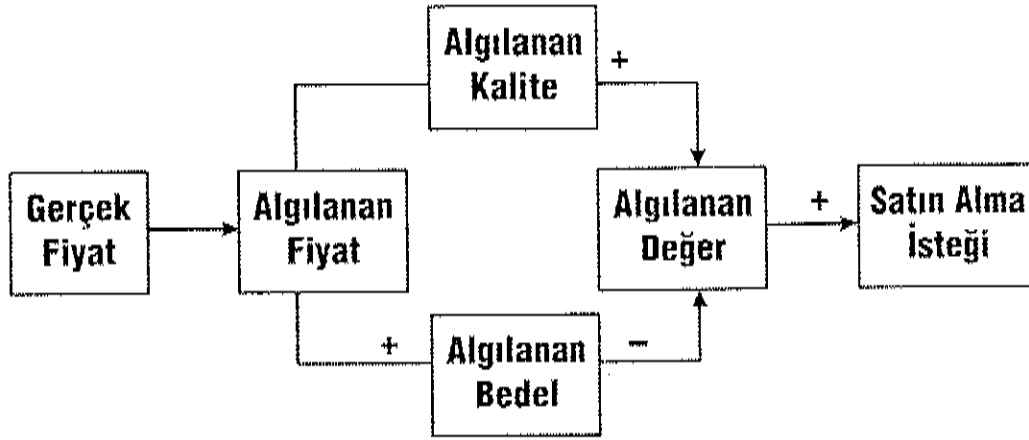 Algılanan
Kalite
+
Gerçek
Fiyat
Algılanan
Fiyat
Algılanan
Değer
+
Satın Alma
İsteği
+
Algılanan
Bedel
−